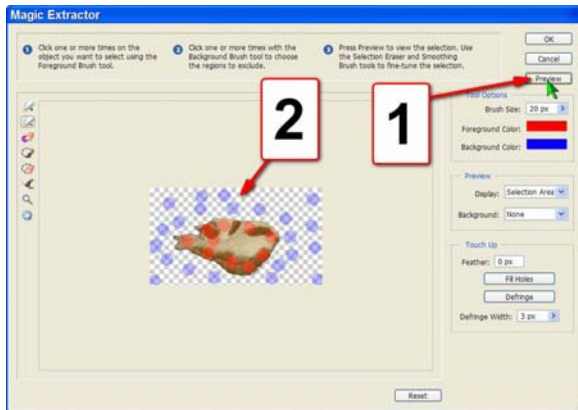 Magic Extractor
1 Click one or more times on the
object you want to select using the
Foreground Brush tool.
2 Click one or more times with the
Background Brush tool to choose
the regions to exclude.
3 Press Preview to view the selection. Use
the Selection Eraser and Smoothing
Brush tools to fine-tune the selection.
OK
Cancel
Preview
2
1
Tool Options
Brush Size: 20 px
Foreground Color:
Background Color:
Preview
Display: Selection Area
Background: None
Touch Up
Feather: 0 px
Fill Holes
Defringe
Defringe Width: 3 px
Reset